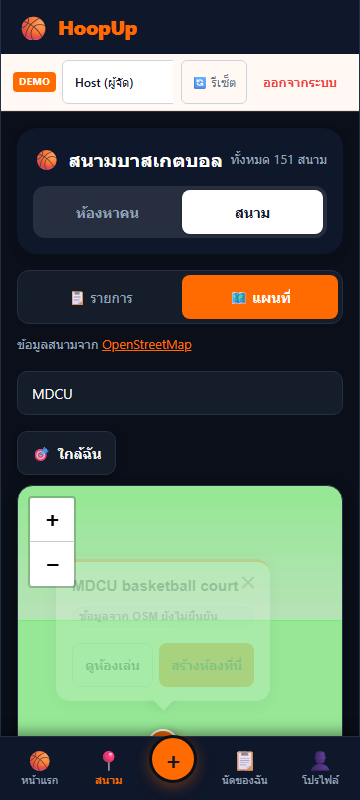 HoopUp
DEMO
Host (ผู้จัด)
รีเซ็ต
ออกจากระบบ
สนามบาสเกตบอล
ทั้งหมด 151 สนาม
ห้องหาคน
สนาม
รายการ
แผนที่
ข้อมูลสนามจาก OpenStreetMap
MDCU
ใกล้ฉัน
+
−
MDCU basketball court
ข้อมูลจาก OSM ยังไม่ยืนยัน
ดูห้องเล่น
สร้างห้องที่นี่
+
หน้าแรก
สนาม
นัดของฉัน
โปรไฟล์